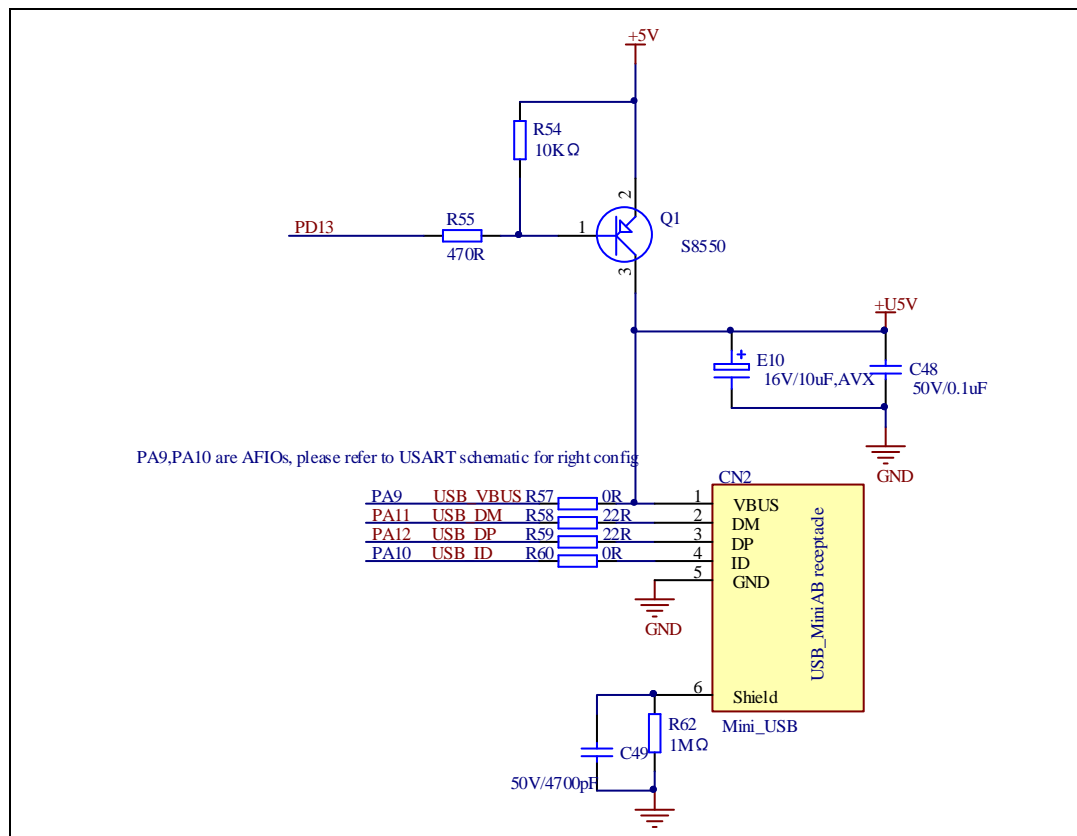 +5V
R54
10KΩ
PD13
R55
470R
1
2
3
Q1
S8550
+U5V
E10
16V/10uF,AVX
C48
50V/0.1uF
GND
PA9,PA10 are AFIOs, please refer to USART schematic for right config
CN2
PA9 USB_VBUS R57 0R 1 VBUS
PA11 USB_DM R58 22R 2 DM
PA12 USB_DP R59 22R 3 DP
PA10 USB_ID R60 0R 4 ID
5 GND
GND
USB_MiniAB receptacle
6 Shield
Mini_USB
R62
1MΩ
C49
50V/4700pF